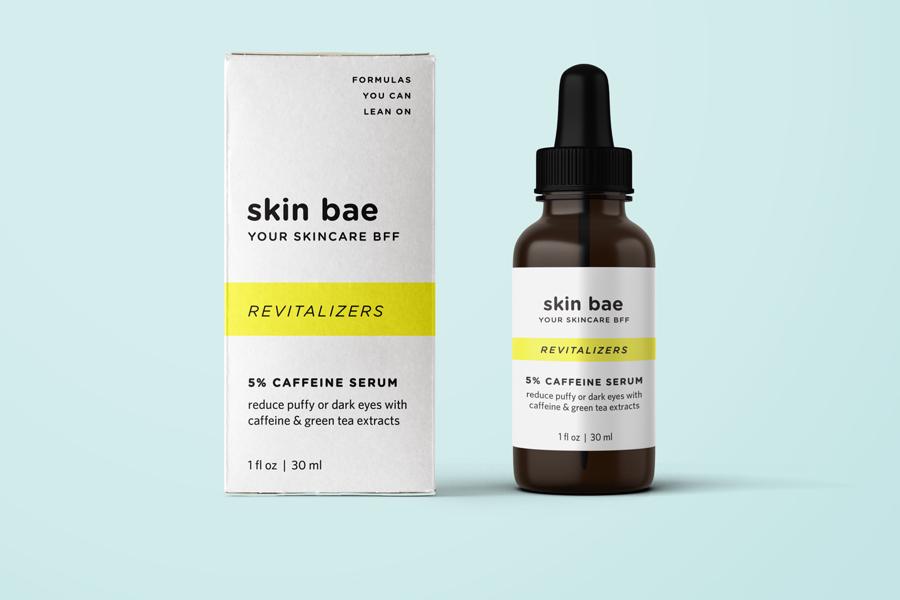 FORMULAS
YOU CAN
LEAN ON
skin bae
YOUR SKINCARE BFF
REVITALIZERS
5% CAFFEINE SERUM
reduce puffy or dark eyes with
caffeine & green tea extracts
1 fl oz | 30 ml
skin bae
YOUR SKINCARE BFF
REVITALIZERS
5% CAFFEINE SERUM
reduce puffy or dark eyes with
caffeine & green tea extracts
1 fl oz | 30 ml